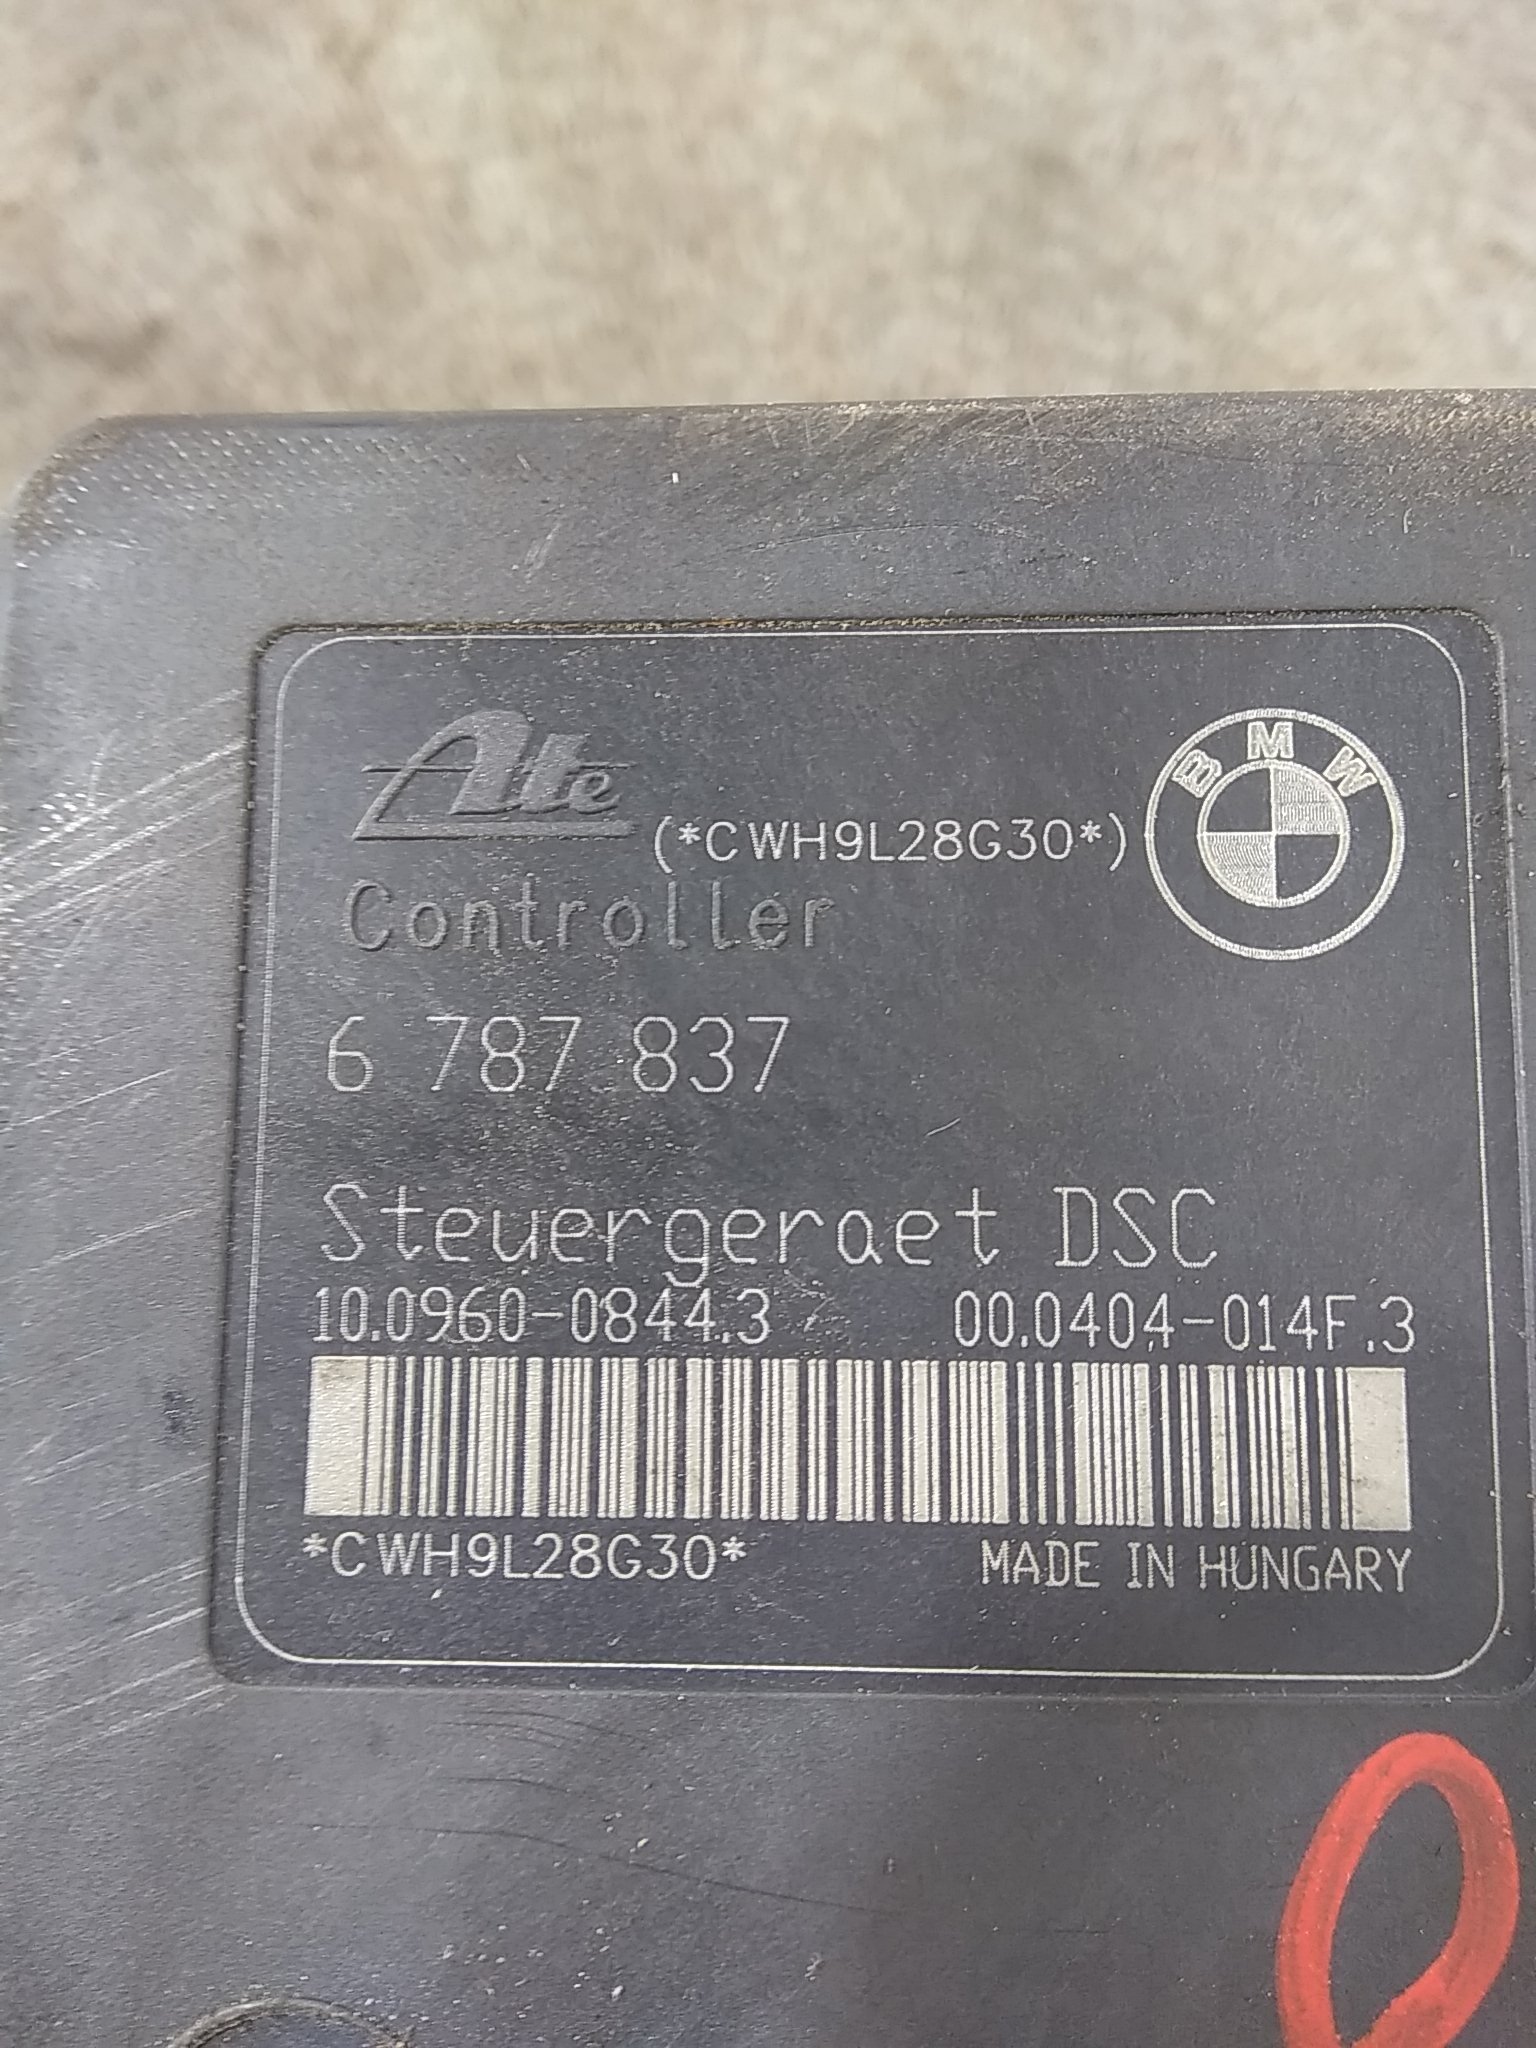 Ate
(*CWH9L28G30*)
BMW
Controller
6 787 837
Steuergeraet DSC
10.0960-0844.3 00.0404-014F.3
*CWH9L28G30* MADE IN HUNGARY